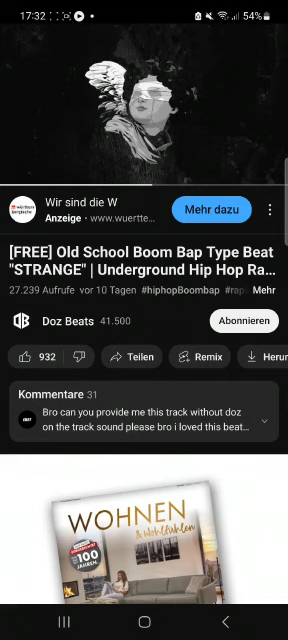 17:32
54%
Wir sind die W
Anzeige · www.wuertte...
Mehr dazu
[FREE] Old School Boom Bap Type Beat
"STRANGE" | Underground Hip Hop Ra...
27.239 Aufrufe vor 10 Tagen #hiphopBoombap #rap Mehr
DB Doz Beats 41.500
Abonnieren
932
Teilen
Remix
Herun
Kommentare 31
Bro can you provide me this track without doz
on the track sound please bro i loved this beat...
WOHNEN
& Wohlfühlen
100
JAHREN